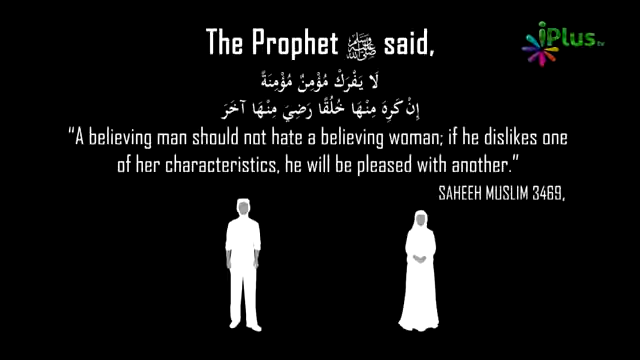 The Prophet ﷺ said,
iPlus tv
لَا يَفْرَكْ مُؤْمِنٌ مُؤْمِنَةً
إِنْ كَرِهَ مِنْهَا خُلُقًا رَضِيَ مِنْهَا آخَرَ
“A believing man should not hate a believing woman; if he dislikes one
of her characteristics, he will be pleased with another.”
SAHEEH MUSLIM 3469,